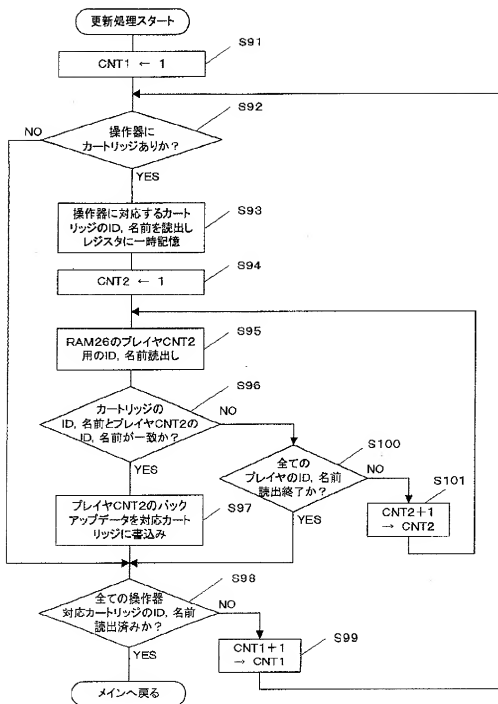 更新処理スタート
S91
CNT1 ← 1
S92
NO
操作器に
カートリッジありか?
YES
S93
操作器に対応するカート
リッジのID, 名前を読出し
レジスタに一時記憶
S94
CNT2 ← 1
S95
RAM26のプレイヤCNT2
用のID, 名前読出し
S96
カートリッジの
ID, 名前とプレイヤCNT2の
ID, 名前が一致か?
NO
YES
S100
全ての
プレイヤのID, 名前
読出終了か?
NO
YES
S101
CNT2+1
→ CNT2
S97
プレイヤCNT2のバック
アップデータを対応カート
リッジに書込み
S98
全ての操作器
対応カートリッジのID, 名前
読出済みか?
NO
YES
S99
CNT1+1
→ CNT1
メインへ戻る